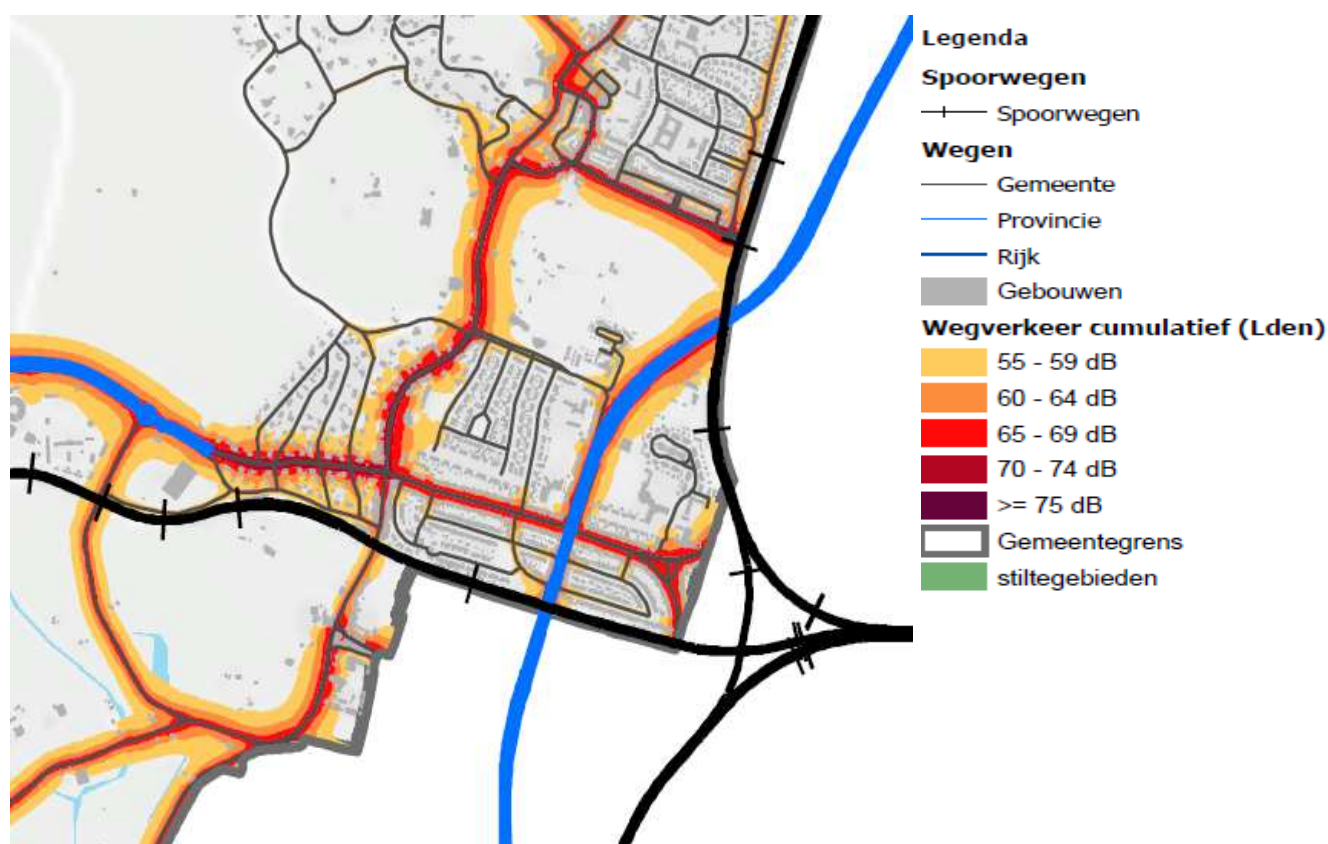 Legenda
Spoorwegen
Spoorwegen
Wegen
Gemeente
Provincie
Rijk
Gebouwen
Wegverkeer cumulatief (Lden)
55 - 59 dB
60 - 64 dB
65 - 69 dB
70 - 74 dB
>= 75 dB
Gemeentegrens
stiltegebieden